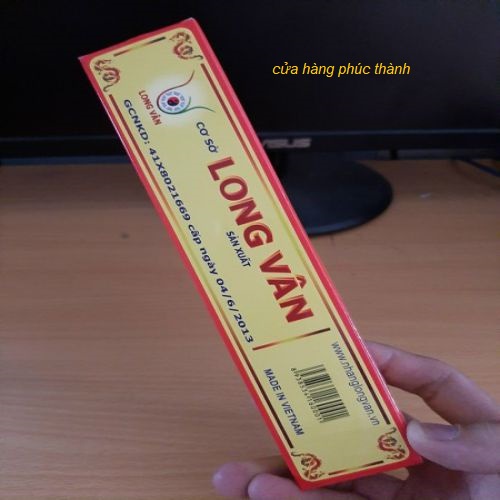 cửa hàng phúc thành
LONG VÂN
CƠ SỞ
LONG VÂN
SẢN XUẤT
GCNKD: 41X8021669 cấp ngày 04/6/2013
www.nhanglongvan.vn
MADE IN VIETNAM
ASUS